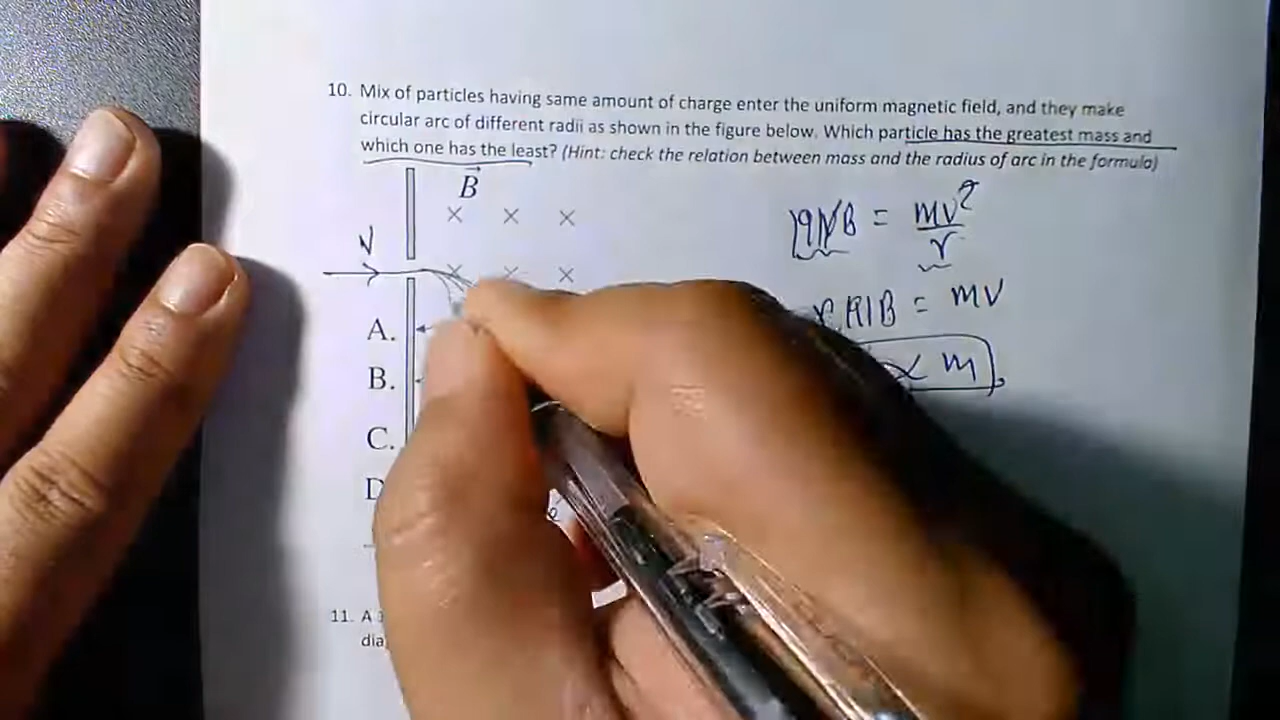 10. Mix of particles having same amount of charge enter the uniform magnetic field, and they make
circular arc of different radii as shown in the figure below. Which particle has the greatest mass and
which one has the least? (Hint: check the relation between mass and the radius of arc in the formula)
B
× × ×
V
× × ×
A.
B.
C.
D
qVB = mv²/r
B = mv
∝ m
11. A
dia